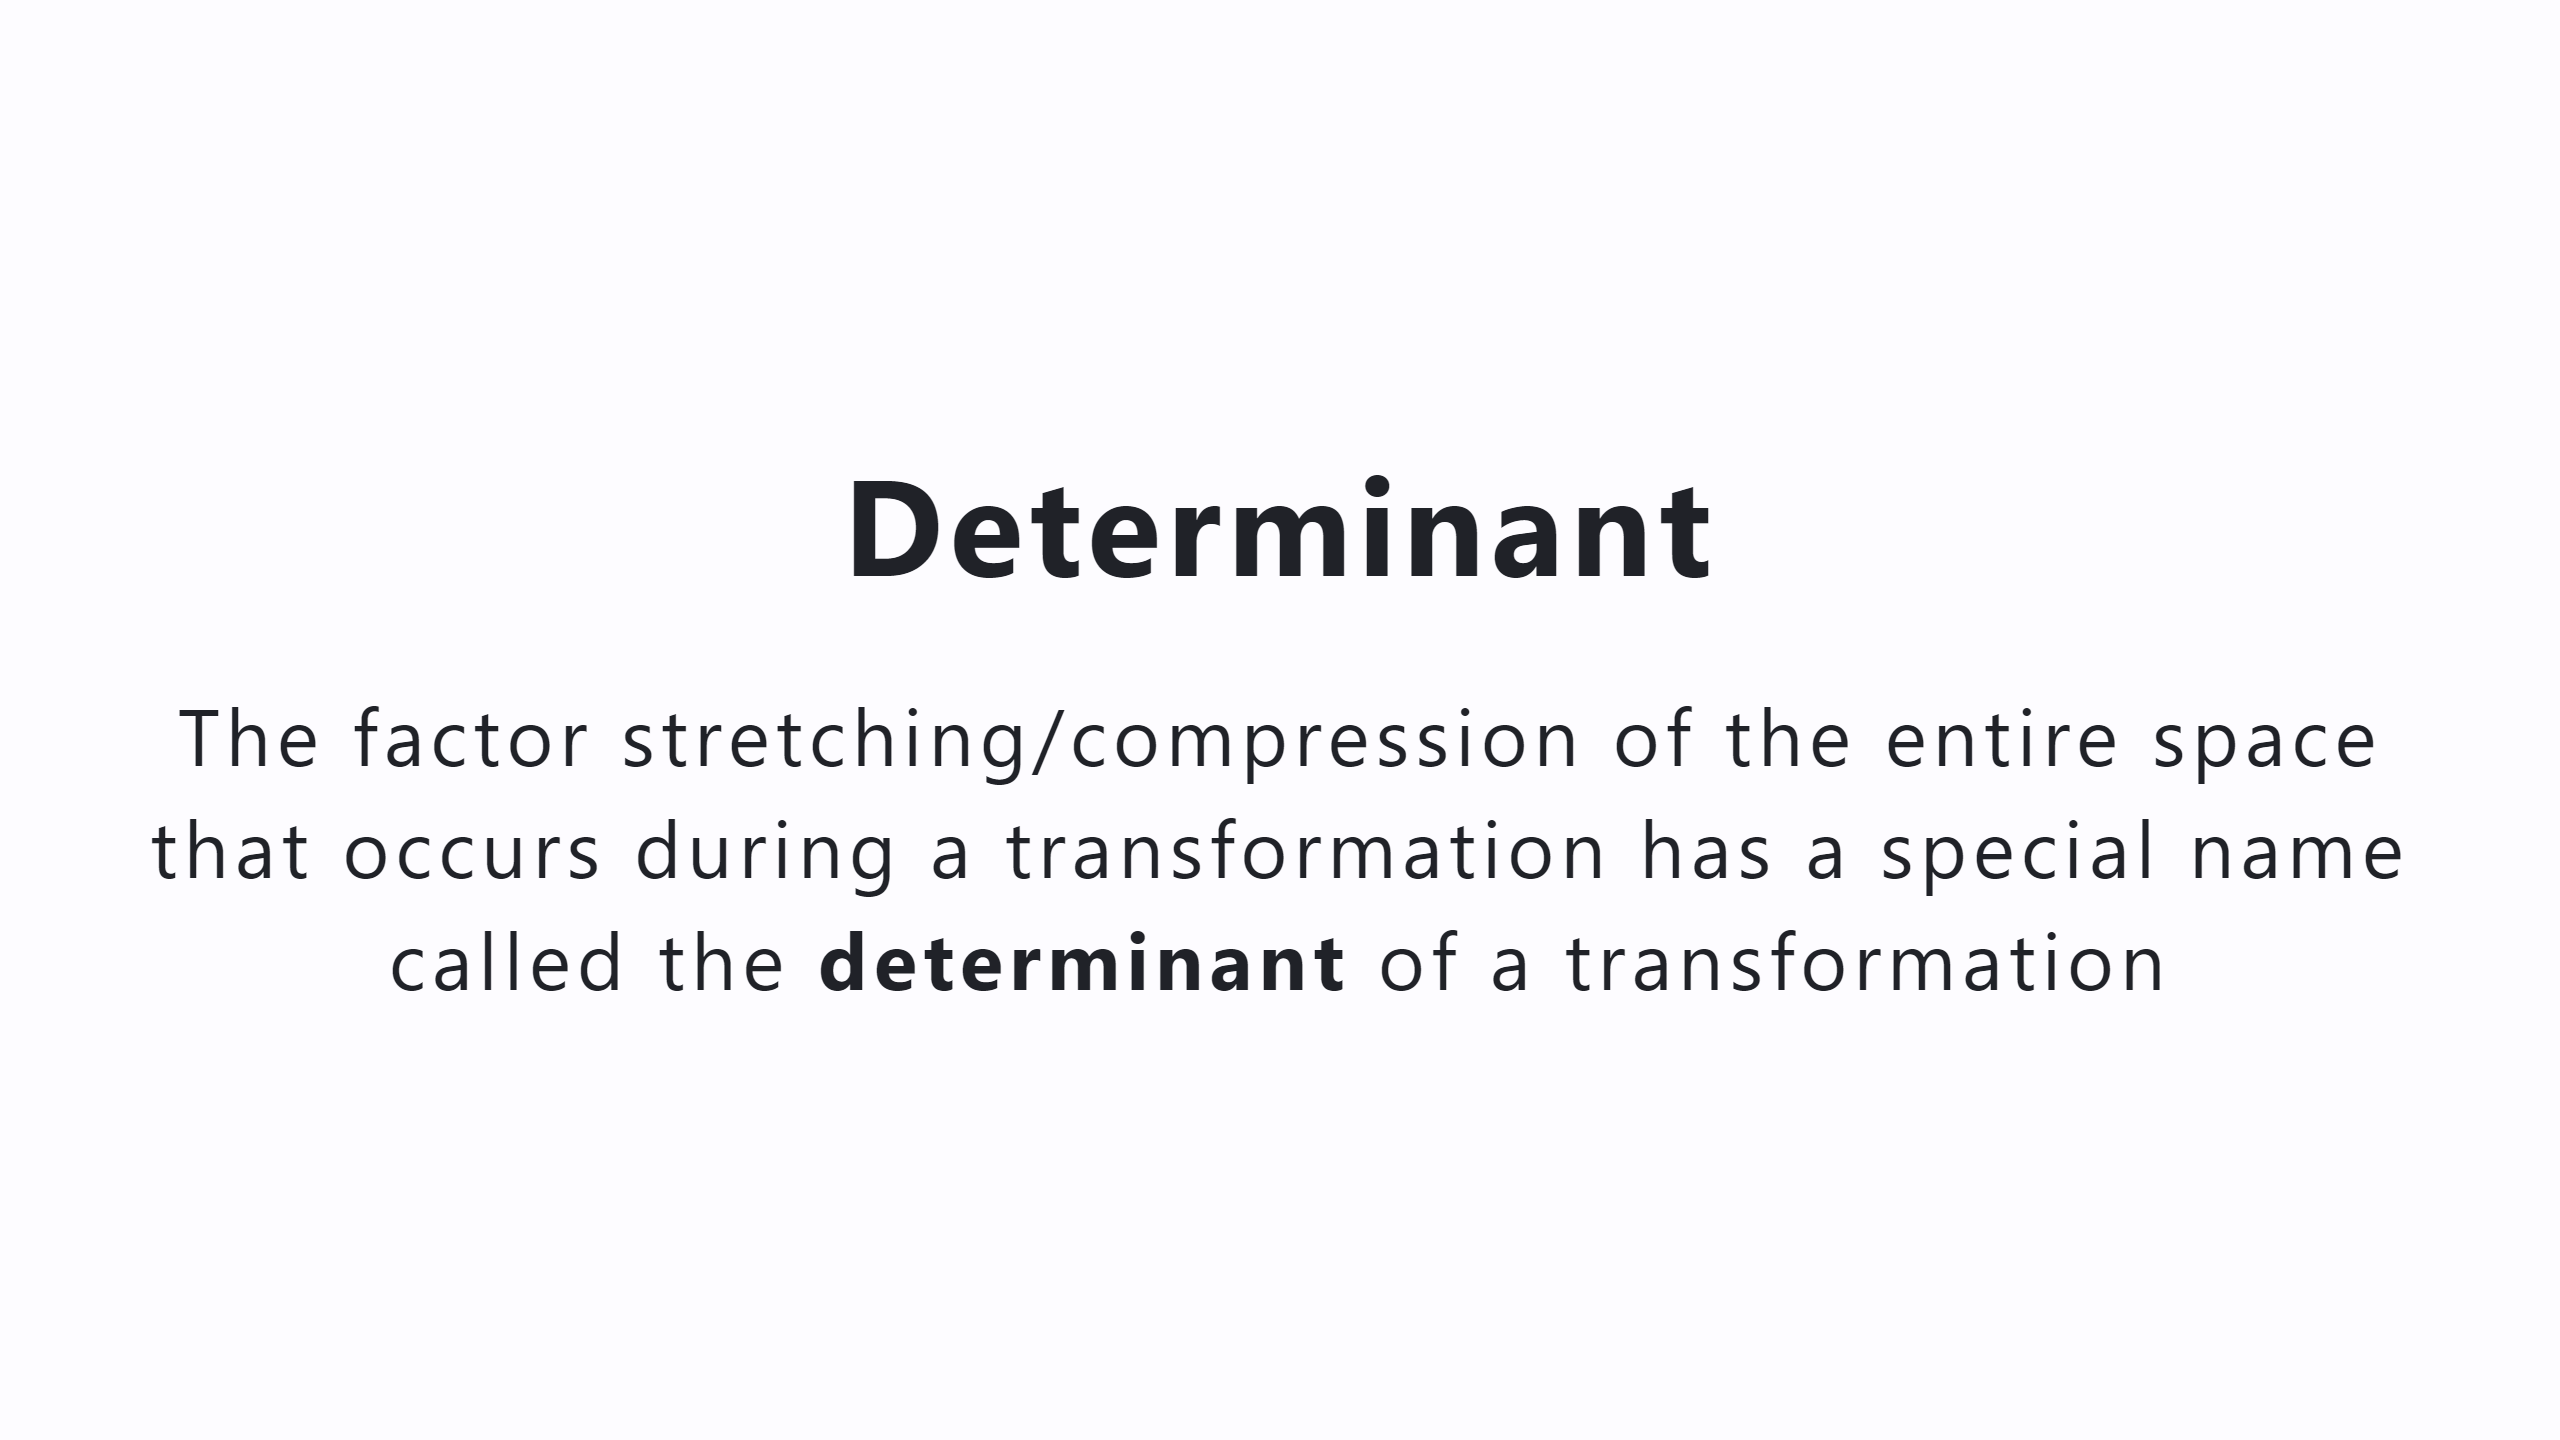 Determinant
The factor stretching/compression of the entire space
that occurs during a transformation has a special name
called the determinant of a transformation